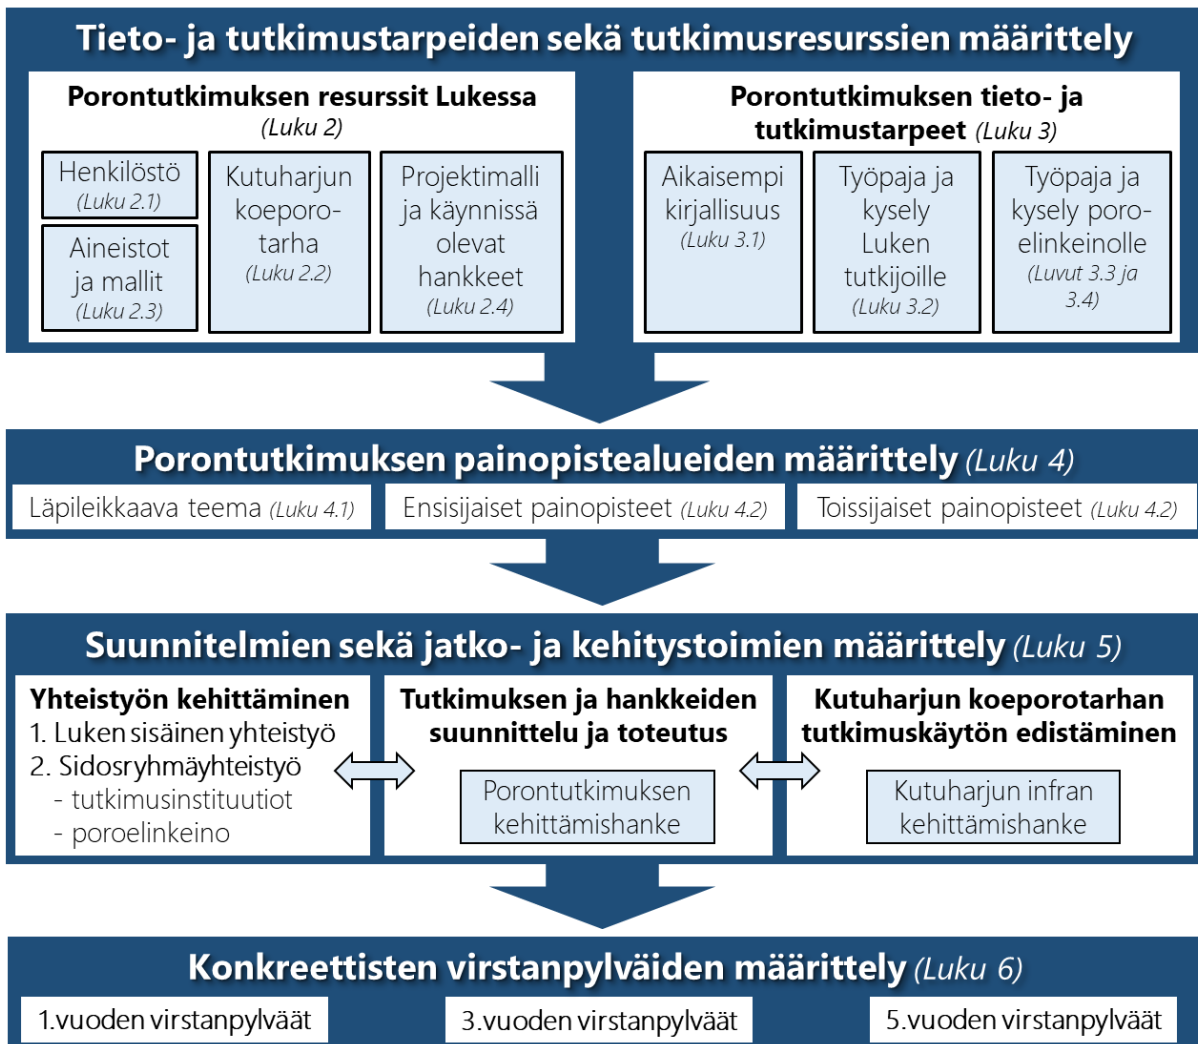 Tieto- ja tutkimustarpeiden sekä tutkimusresurssien määrittely
Porontutkimuksen resurssit Lukessa
(Luku 2)
Henkilöstö
(Luku 2.1)
Aineistot
ja mallit
(Luku 2.3)
Kutuharjun
koeporo-
tarha
(Luku 2.2)
Projektimalli
ja käynnissä
olevat
hankkeet
(Luku 2.4)
Porontutkimuksen tieto- ja
tutkimustarpeet (Luku 3)
Aikaisempi
kirjallisuus
(Luku 3.1)
Työpaja ja
kysely
Luken
tutkijoille
(Luku 3.2)
Työpaja ja
kysely poro-
elinkeinolle
(Luvut 3.3 ja
3.4)
Porontutkimuksen painopistealueiden määrittely (Luku 4)
Läpileikkaava teema (Luku 4.1)
Ensisijaiset painopisteet (Luku 4.2)
Toissijaiset painopisteet (Luku 4.2)
Suunnitelmien sekä jatko- ja kehitystoimien määrittely (Luku 5)
Yhteistyön kehittäminen
1. Luken sisäinen yhteistyö
2. Sidosryhmäyhteistyö
- tutkimusinstituutiot
- poroelinkeino
Tutkimuksen ja hankkeiden
suunnittelu ja toteutus
Porontutkimuksen
kehittämishanke
Kutuharjun koeporotarhan
tutkimuskäytön edistäminen
Kutuharjun infran
kehittämishanke
Konkreettisten virstanpylväiden määrittely (Luku 6)
1.vuoden virstanpylväät
3.vuoden virstanpylväät
5.vuoden virstanpylväät